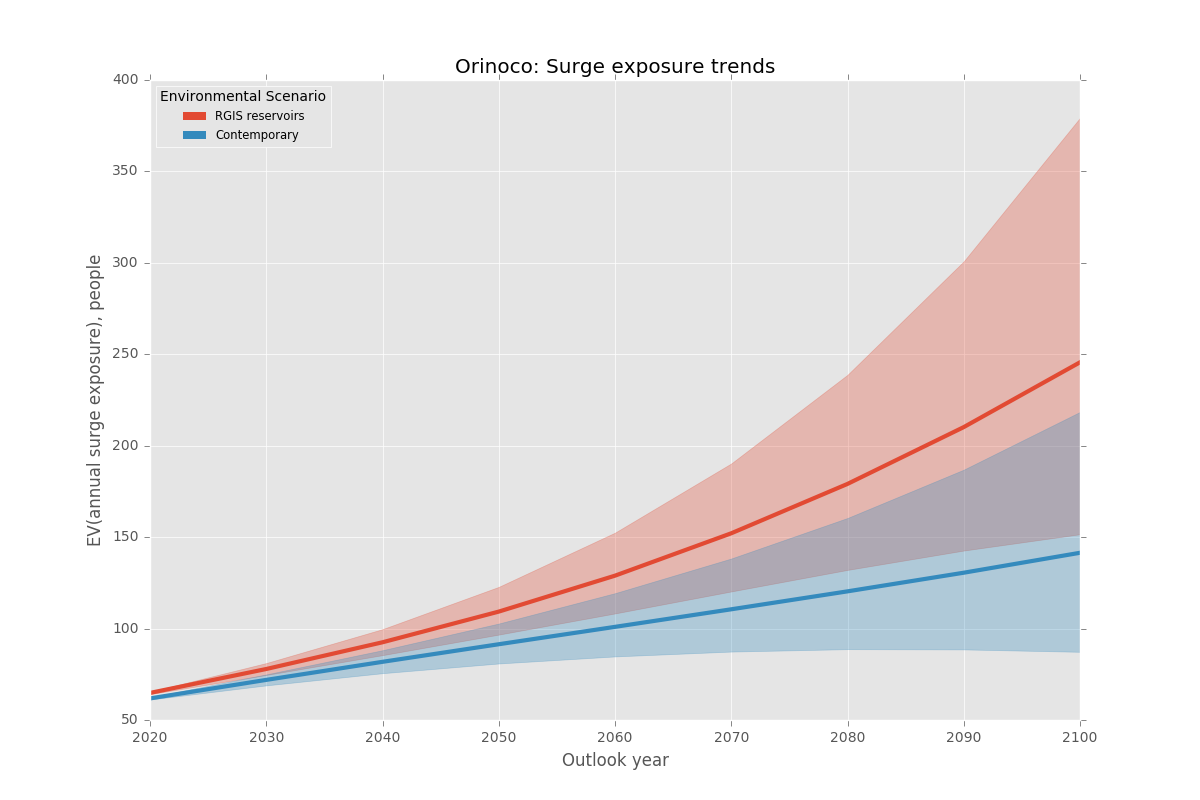 Orinoco: Surge exposure trends
400
350
300
250
200
150
100
50
EV(annual surge exposure), people
Environmental Scenario
RGIS reservoirs
Contemporary
2020 2030 2040 2050 2060 2070 2080 2090 2100
Outlook year